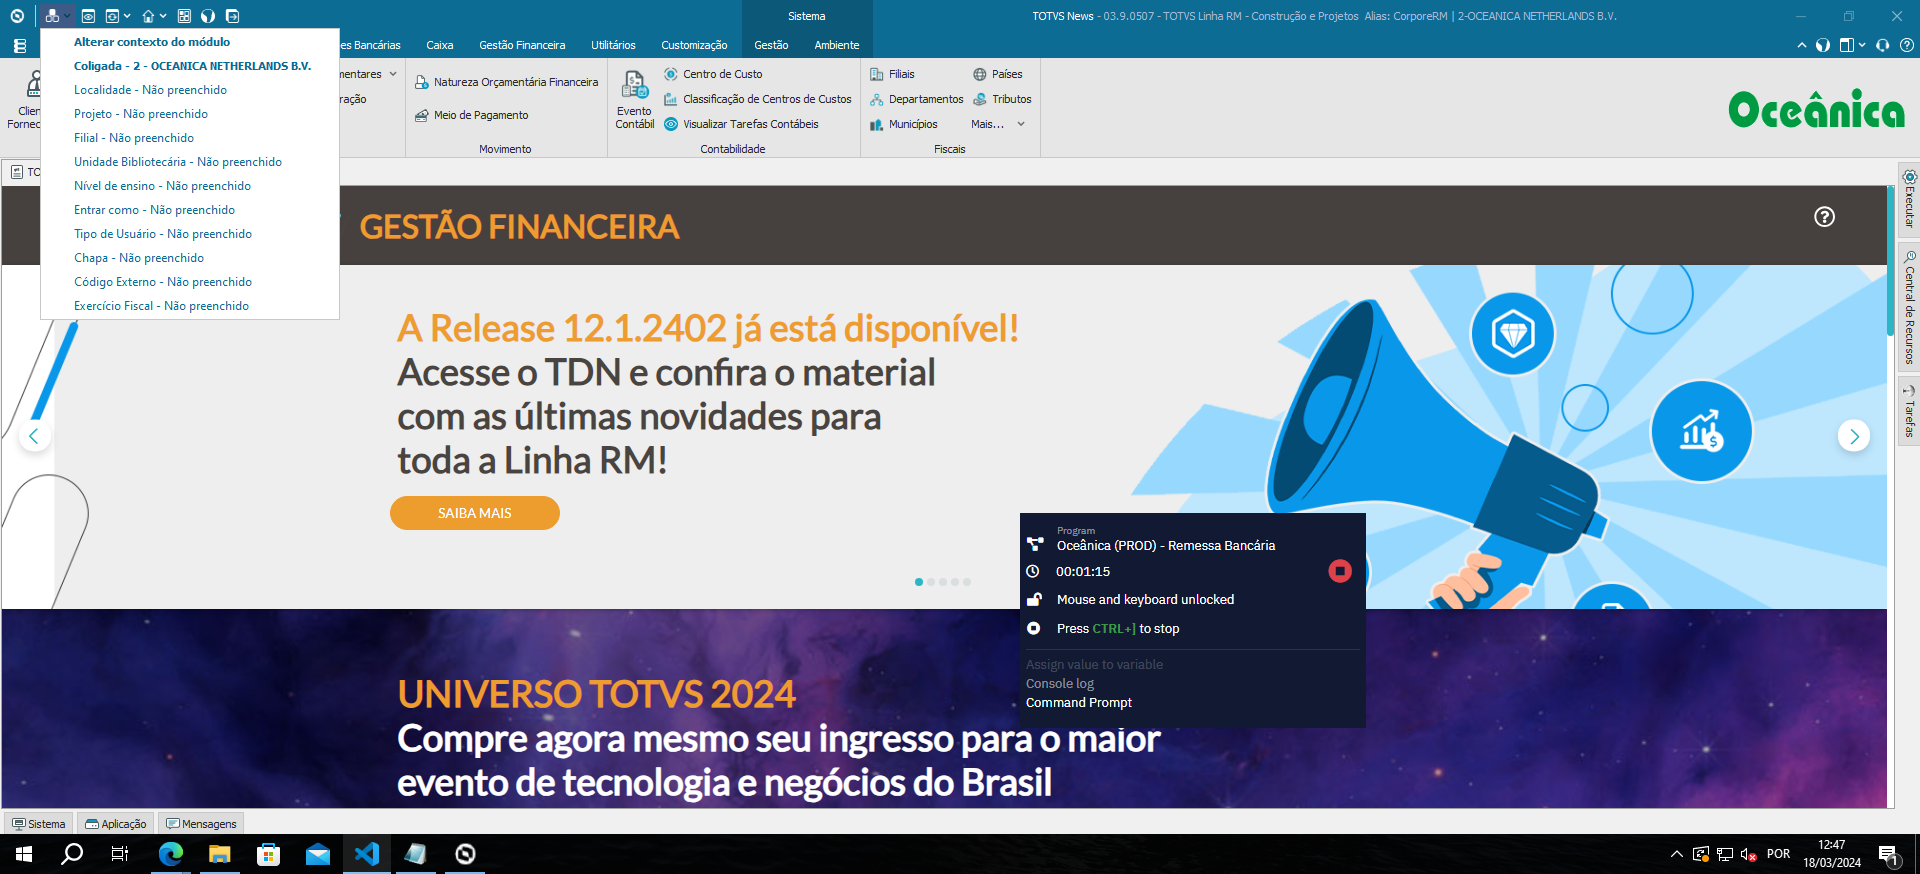 Sistema
TOTVS News - 03.9.0507 - TOTVS Linha RM - Construção e Projetos Alias: CorporeRM | 2-OCEANICA NETHERLANDS B.V.
es Bancárias
Caixa
Gestão Financeira
Utilitários
Customização
Gestão
Ambiente
Alterar contexto do módulo
Coligada - 2 - OCEANICA NETHERLANDS B.V.
Localidade - Não preenchido
Projeto - Não preenchido
Filial - Não preenchido
Unidade Bibliotecária - Não preenchido
Nível de ensino - Não preenchido
Entrar como - Não preenchido
Tipo de Usuário - Não preenchido
Chapa - Não preenchido
Código Externo - Não preenchido
Exercício Fiscal - Não preenchido
Clien
Fornec
mentares
ração
Natureza Orçamentária Financeira
Meio de Pagamento
Movimento
Evento
Contábil
Centro de Custo
Classificação de Centros de Custos
Visualizar Tarefas Contábeis
Contabilidade
Filiais
Departamentos
Municípios
Países
Tributos
Mais...
Fiscais
Oceânica
TO
GESTÃO FINANCEIRA
Executar
Central de Recursos
Tarefas
A Release 12.1.2402 já está disponível!
Acesse o TDN e confira o material
com as últimas novidades para
toda a Linha RM!
SAIBA MAIS
Program
Oceânica (PROD) - Remessa Bancária
00:01:15
Mouse and keyboard unlocked
Press CTRL+] to stop
Assign value to variable
Console log
Command Prompt
UNIVERSO TOTVS 2024
Compre agora mesmo seu ingresso para o maior
evento de tecnologia e negócios do Brasil
Sistema
Aplicação
Mensagens
POR
12:47
18/03/2024
1